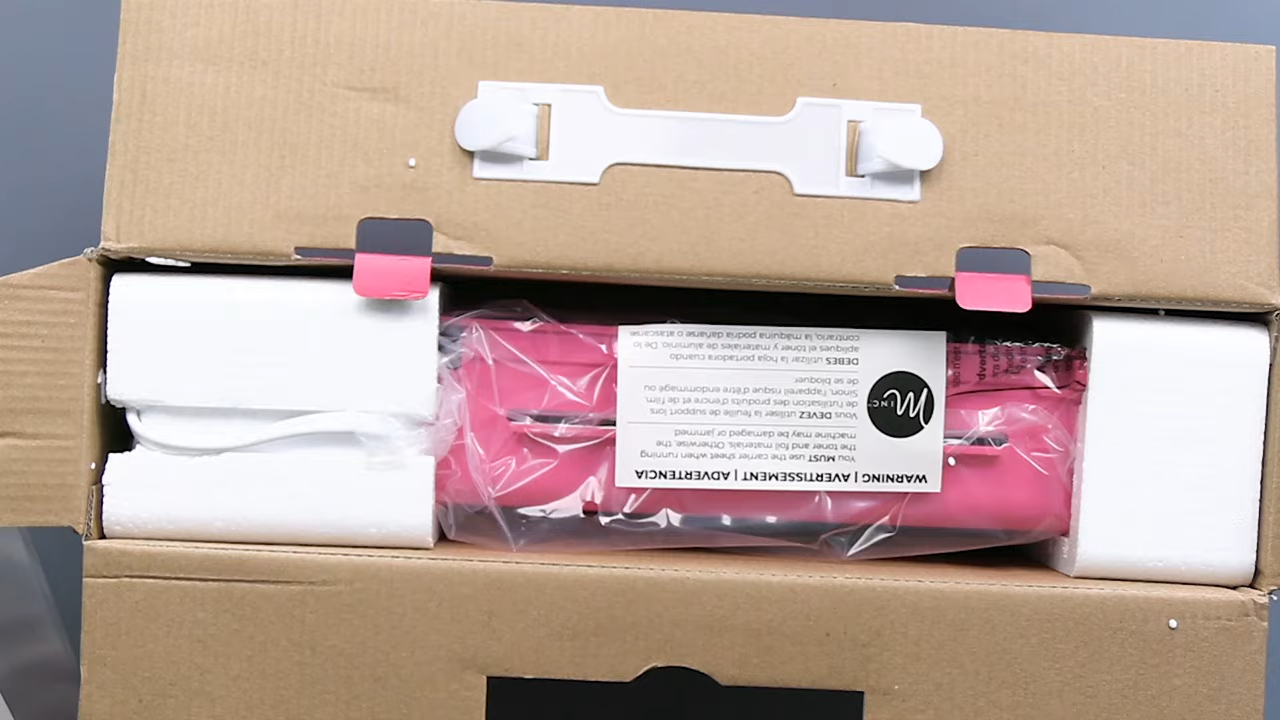 WARNING | AVERTISSEMENT | ADVERTENCIA
You MUST use the carrier sheet when running
the toner and foil materials. Otherwise, the
machine may be damaged or jammed.
Vous DEVEZ utiliser la feuille de support lors
de l'utilisation des produits d'encre et de film.
Sinon, l'appareil risque d'être endommagé ou
de se bloquer.
DEBES utilizar la hoja portadora cuando
apliques el tóner y materiales de aluminio. De lo
contrario, la máquina podría dañarse o atascarse.
M
INC.